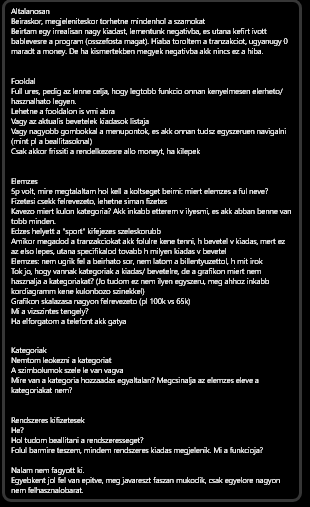 Altalanosan
Beiraskor, megjeleniteskor torhetne mindenhol a szamokat
Beirtam egy irrealisan nagy kiadast, lementunk negativba, es utana kefirt ivott
bablevesre a program (osszefosta magat). Hiaba toroltem a tranzakciot, ugyanugy 0
maradt a money. De ha kismertekben megyek negativba akk nincs ez a hiba.

Fooldal
Full ures, pedig az lenne celja, hogy legtobb funkcio onnan kenyelmesen elerheto/
hasznalhato legyen.
Lehetne a fooldalon is vmi abra
Vagy az aktualis bevetelek kiadasok listaja
Vagy nagyobb gombokkal a menupontok, es akk onnan tudsz egyszeruen navigalni
(mint pl a beallitasoknal)
Csak akkor frissiti a rendelkezesre allo moneyt, ha kilepek

Elemzes
5p volt, mire megtalaltam hol kell a koltseget beirni: miert elemzes a ful neve?
Fizetesi csekk felrevezeto, lehetne siman fizetes
Kavezo miert kulon kategoria? Akk inkabb etterem v ilyesmi, es akk abban benne van
tobb minden.
Edzes helyett a "sport" kifejezes szeleskorubb
Amikor megadod a tranzakciokat akk folulre kene tenni, h bevetel v kiadas, mert ez
az elso lepes, utana specifikalod tovabb h milyen kiadas v bevetel
Elemzes: nem ugrik fel a beirhato sor, nem latom a billentyuzettol, h mit irok
Tok jo, hogy vannak kategoriak a kiadas/ bevetelre, de a grafikon miert nem
hasznalja a kategoriakat? (Jo tudom ez nem ilyen egyszeru, meg ahhoz inkabb
kordiagramm kene kulonbozo szinekkel)
Grafikon skalazasa nagyon felrevezeto (pl 100k vs 65k)
Mi a vizszintes tengely?
Ha elforgatom a telefont akk gatya

Kategoriak
Nemtom leokezni a kategoriat
A szimbolumok szele le van vagva
Mire van a kategoria hozzaadas egyaltalan? Megcsinalja az elemzes eleve a
kategoriakat nem?

Rendszeres kifizetesek
He?
Hol tudom beallitani a rendszeresseget?
Folul barmire teszem, mindem rendszeres kiadas megjelenik. Mi a funkcioja?

Nalam nem fagyott ki.
Egyebkent jol fel van epitve, meg javareszt faszan mukodik, csak egyelore nagyon
nem felhasznalobarat.